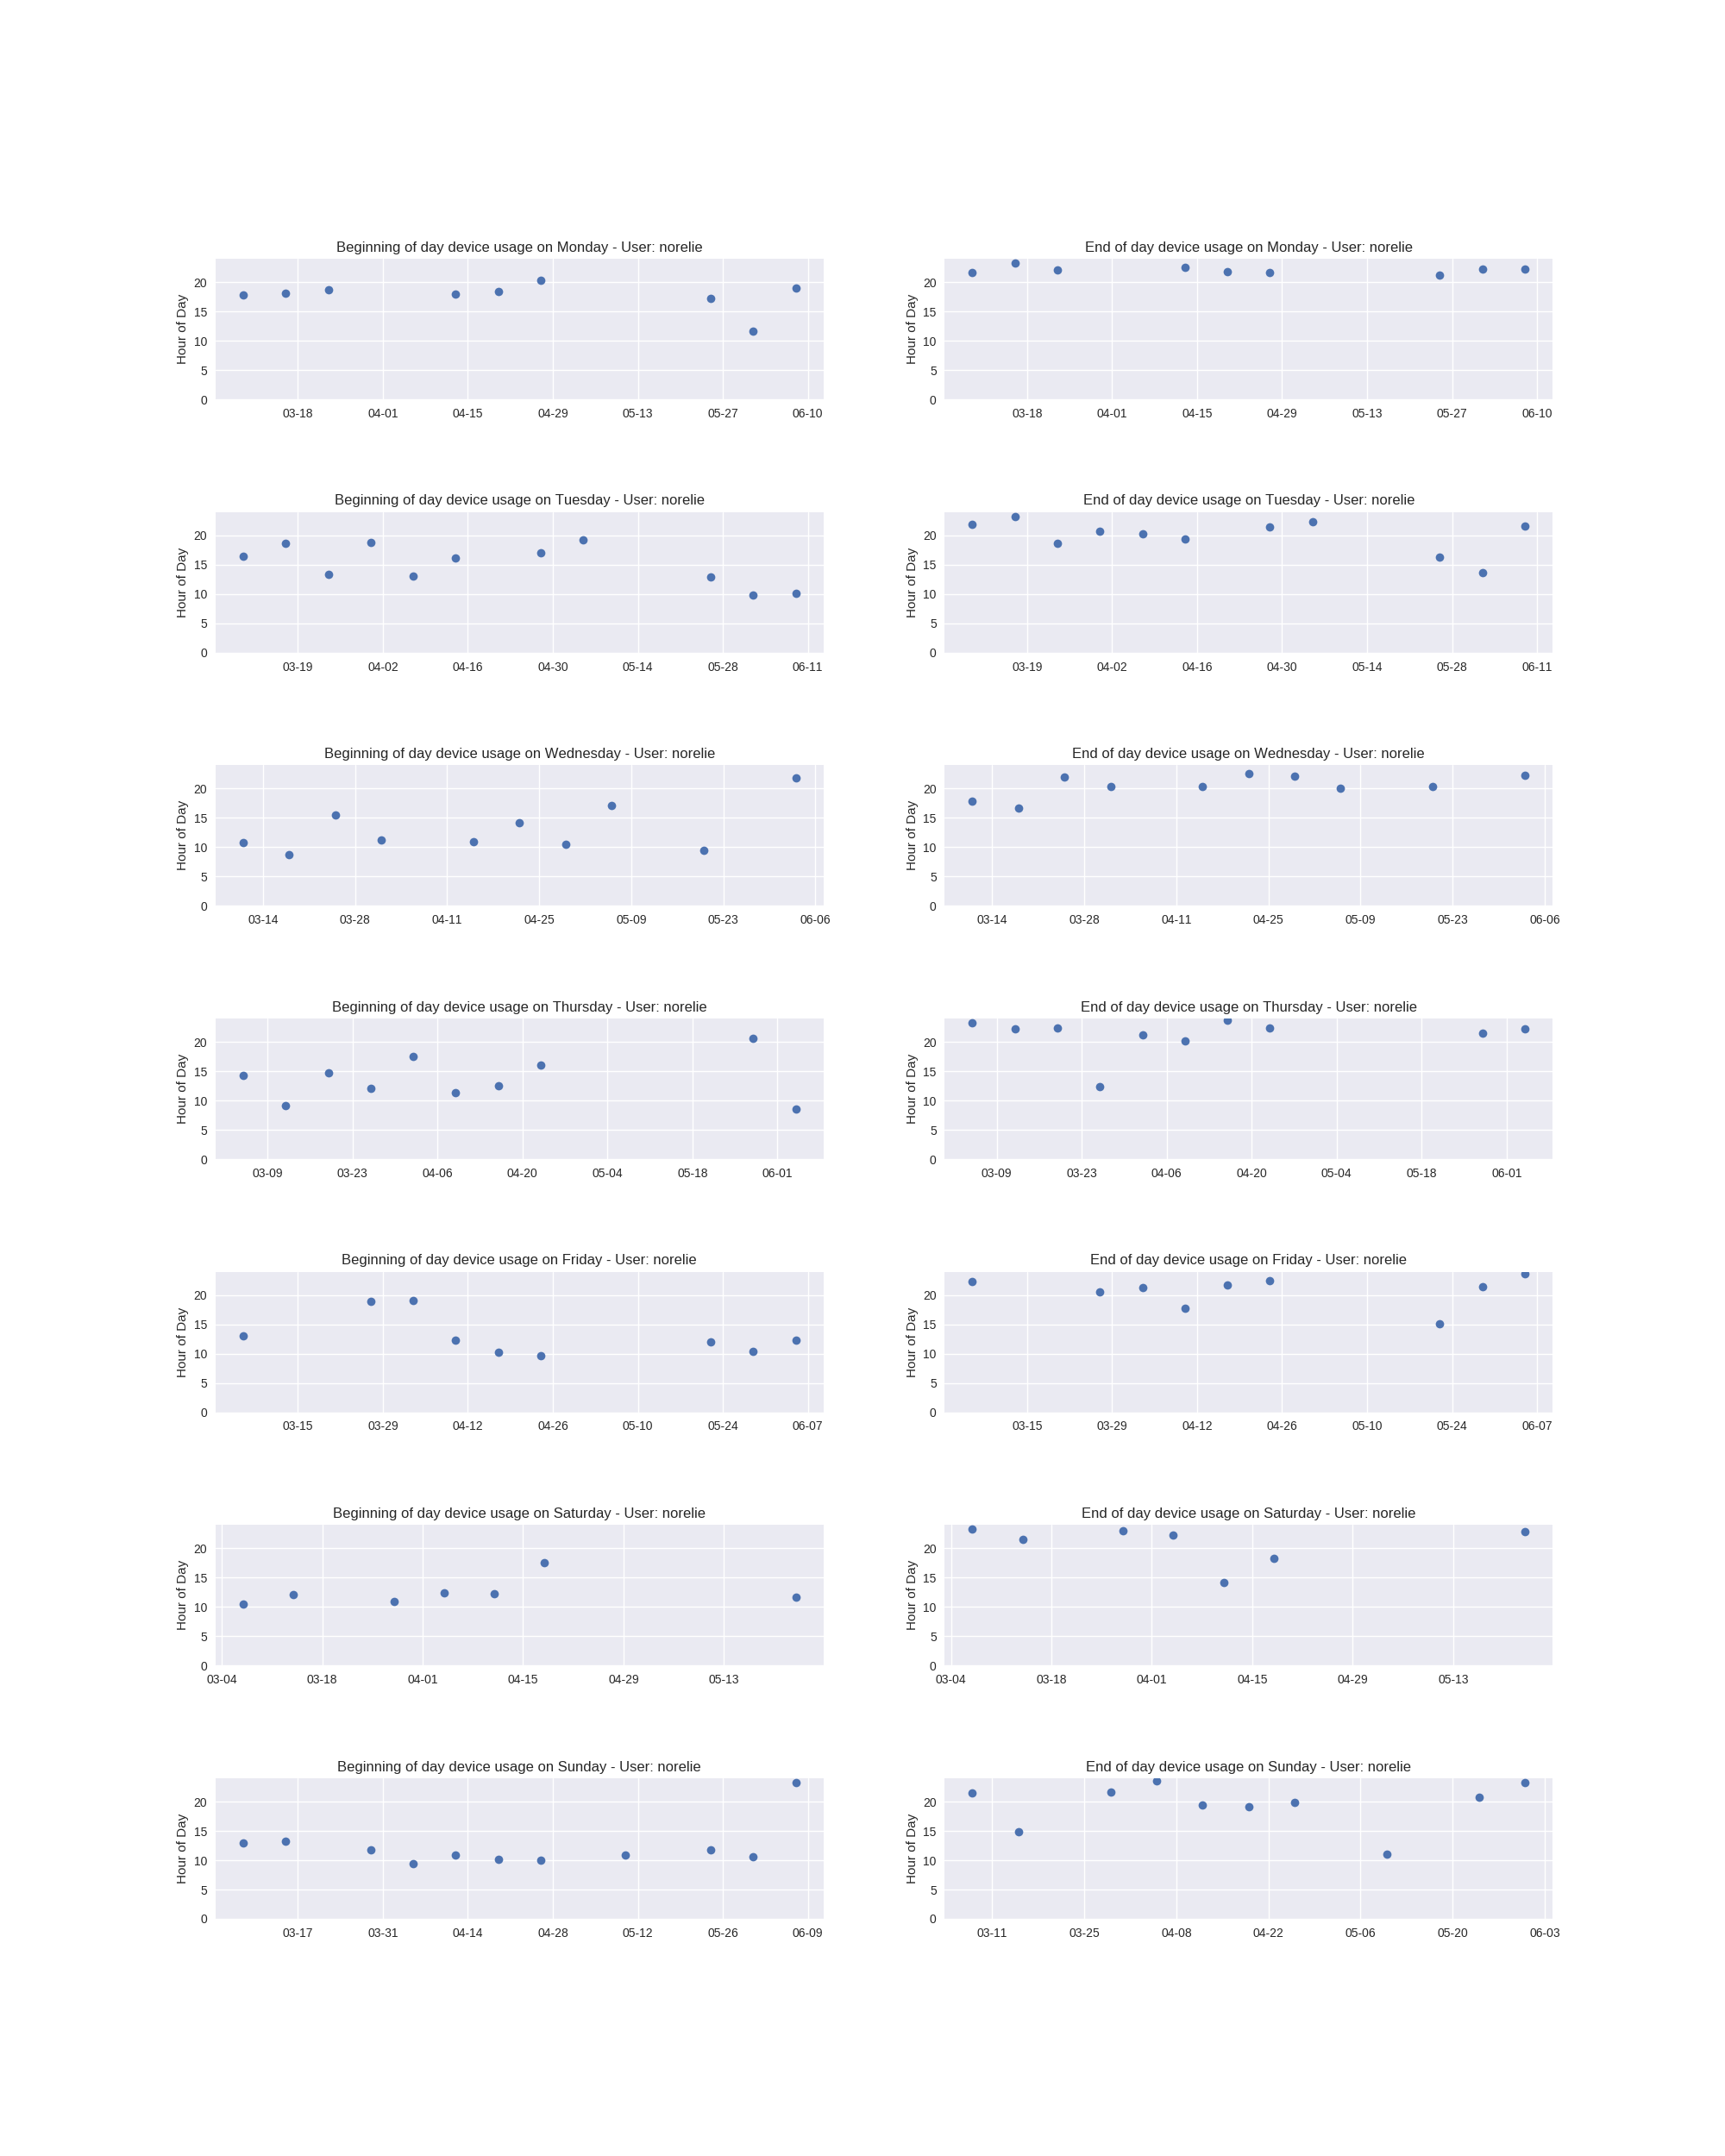 Beginning of day device usage on Monday - User: norelie
Hour of Day
20
15
10
5
0
03-18 04-01 04-15 04-29 05-13 05-27 06-10
End of day device usage on Monday - User: norelie
Hour of Day
20
15
10
5
0
03-18 04-01 04-15 04-29 05-13 05-27 06-10
Beginning of day device usage on Tuesday - User: norelie
Hour of Day
20
15
10
5
0
03-19 04-02 04-16 04-30 05-14 05-28 06-11
End of day device usage on Tuesday - User: norelie
Hour of Day
20
15
10
5
0
03-19 04-02 04-16 04-30 05-14 05-28 06-11
Beginning of day device usage on Wednesday - User: norelie
Hour of Day
20
15
10
5
0
03-14 03-28 04-11 04-25 05-09 05-23 06-06
End of day device usage on Wednesday - User: norelie
Hour of Day
20
15
10
5
0
03-14 03-28 04-11 04-25 05-09 05-23 06-06
Beginning of day device usage on Thursday - User: norelie
Hour of Day
20
15
10
5
0
03-09 03-23 04-06 04-20 05-04 05-18 06-01
End of day device usage on Thursday - User: norelie
Hour of Day
20
15
10
5
0
03-09 03-23 04-06 04-20 05-04 05-18 06-01
Beginning of day device usage on Friday - User: norelie
Hour of Day
20
15
10
5
0
03-15 03-29 04-12 04-26 05-10 05-24 06-07
End of day device usage on Friday - User: norelie
Hour of Day
20
15
10
5
0
03-15 03-29 04-12 04-26 05-10 05-24 06-07
Beginning of day device usage on Saturday - User: norelie
Hour of Day
20
15
10
5
0
03-04 03-18 04-01 04-15 04-29 05-13
End of day device usage on Saturday - User: norelie
Hour of Day
20
15
10
5
0
03-04 03-18 04-01 04-15 04-29 05-13
Beginning of day device usage on Sunday - User: norelie
Hour of Day
20
15
10
5
0
03-17 03-31 04-14 04-28 05-12 05-26 06-09
End of day device usage on Sunday - User: norelie
Hour of Day
20
15
10
5
0
03-11 03-25 04-08 04-22 05-06 05-20 06-03